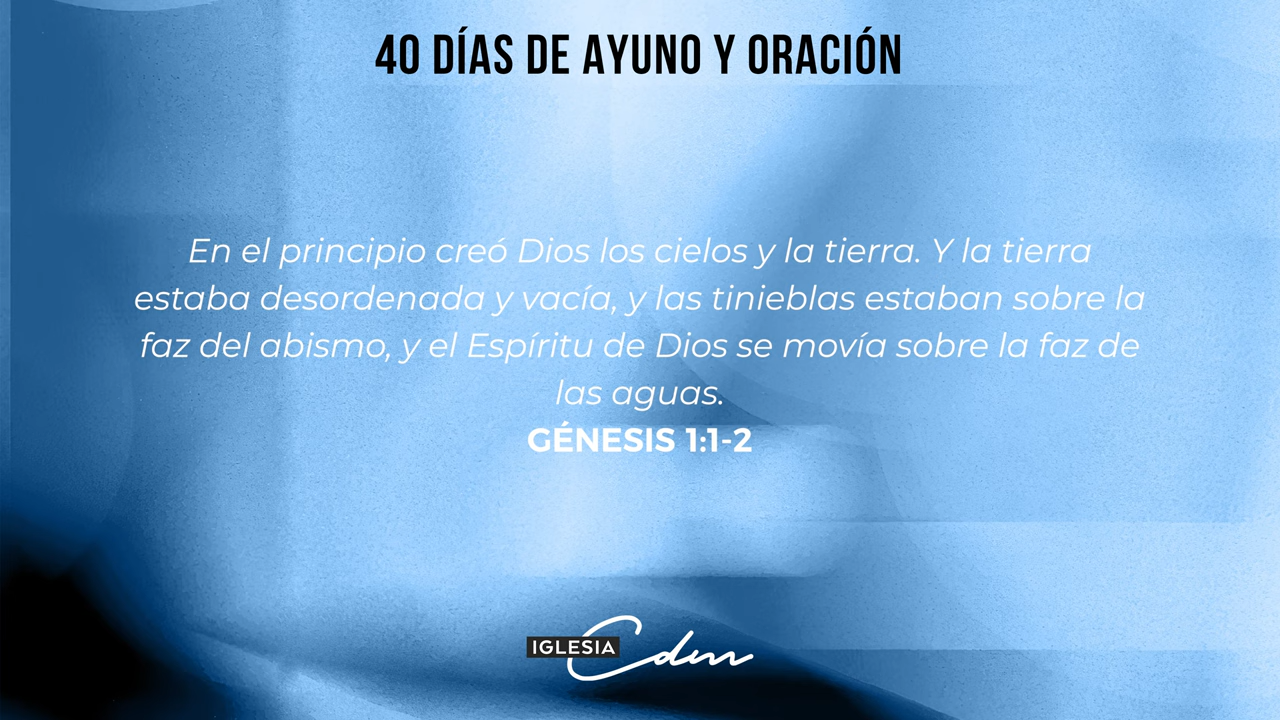 40 DÍAS DE AYUNO Y ORACIÓN
En el principio creó Dios los cielos y la tierra. Y la tierra
estaba desordenada y vacía, y las tinieblas estaban sobre la
faz del abismo, y el Espíritu de Dios se movía sobre la faz de
las aguas.
GÉNESIS 1:1-2
IGLESIA Cdm